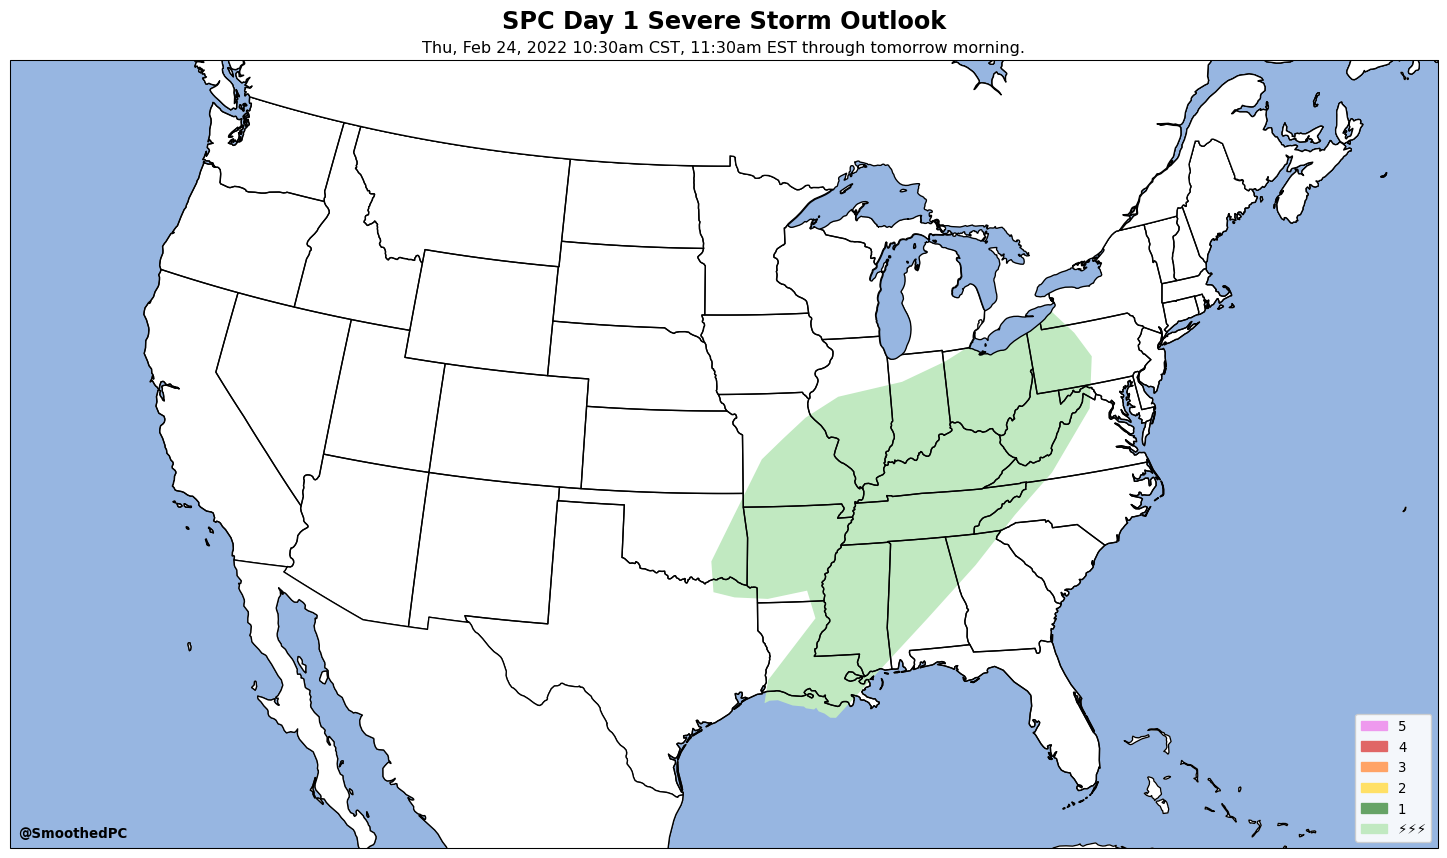 SPC Day 1 Severe Storm Outlook
Thu, Feb 24, 2022 10:30am CST, 11:30am EST through tomorrow morning.
5
4
3
2
1
⚡⚡⚡
@SmoothedPC